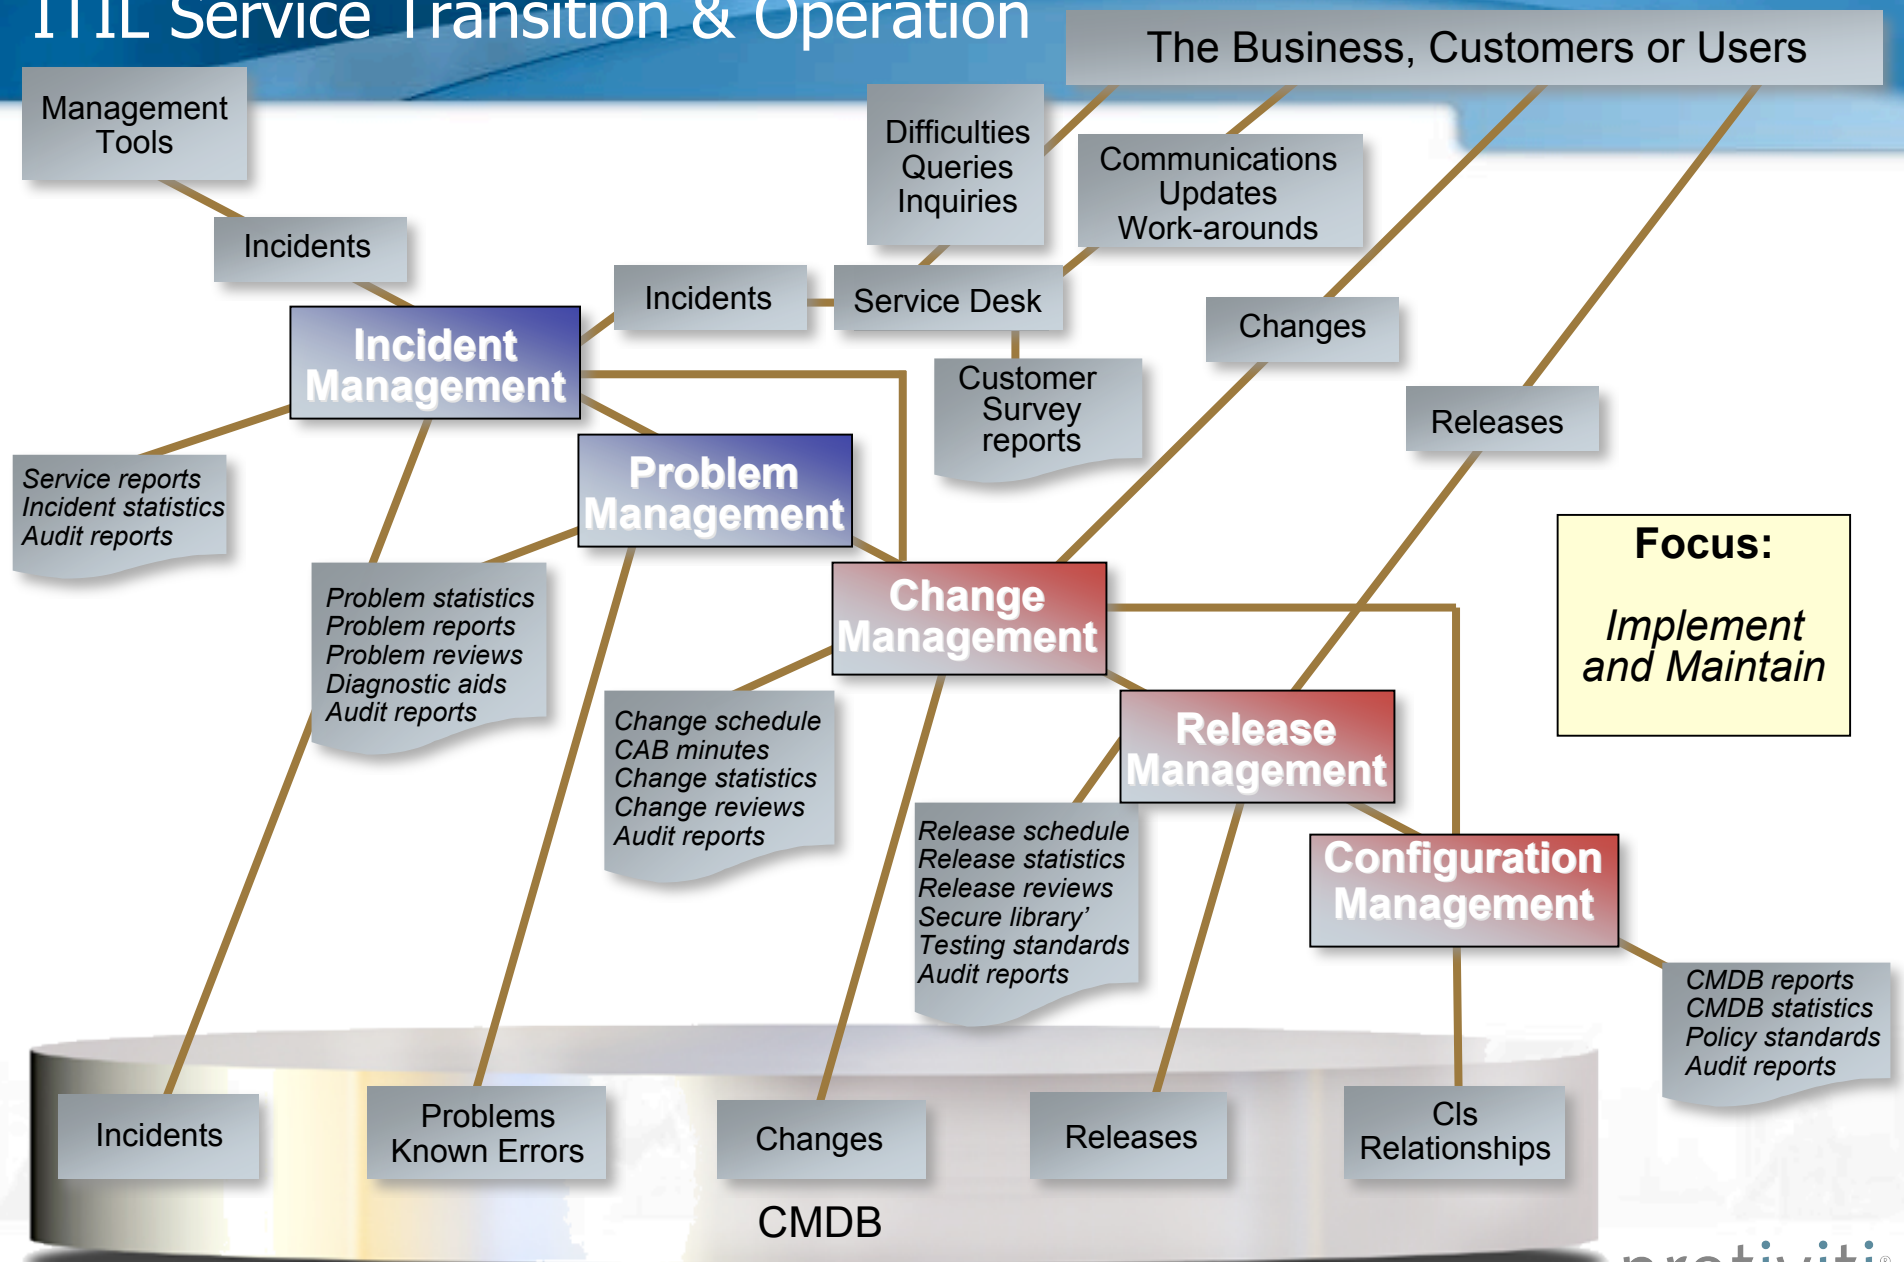 ITIL Service Transition & Operation
The Business, Customers or Users
Management
Tools
Difficulties
Queries
Inquiries
Communications
Updates
Work-arounds
Incidents
Incidents
Service Desk
Changes
Incident
Management
Customer
Survey
reports
Releases
Service reports
Incident statistics
Audit reports
Problem
Management
Focus:
Implement
and Maintain
Problem statistics
Problem reports
Problem reviews
Diagnostic aids
Audit reports
Change
Management
Change schedule
CAB minutes
Change statistics
Change reviews
Audit reports
Release
Management
Release schedule
Release statistics
Release reviews
Secure library'
Testing standards
Audit reports
Configuration
Management
CMDB reports
CMDB statistics
Policy standards
Audit reports
Incidents
Problems
Known Errors
Changes
Releases
CIs
Relationships
CMDB
protiviti®